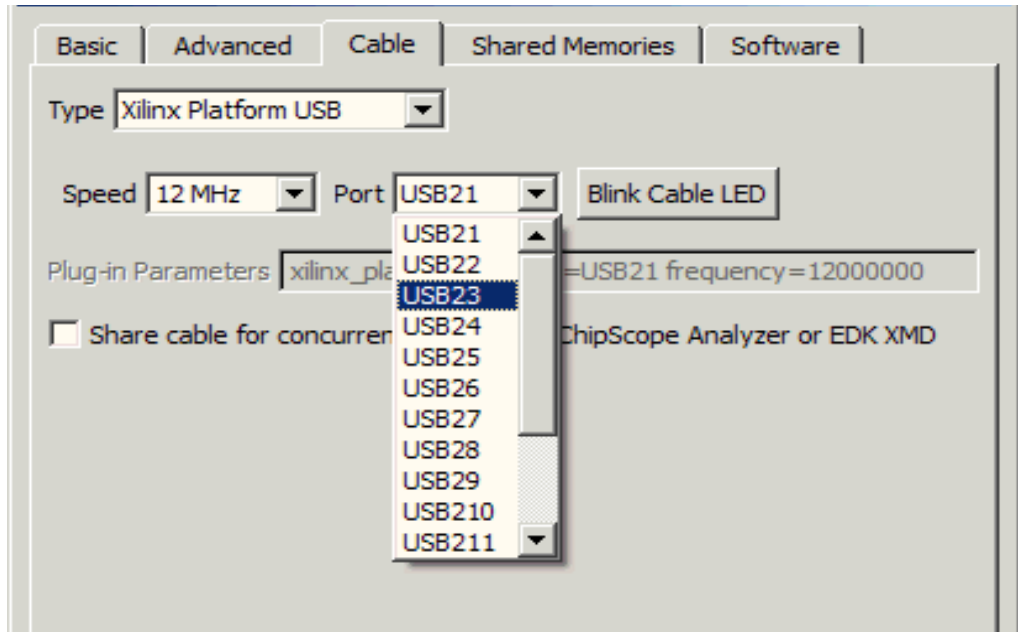 Basic Advanced Cable Shared Memories Software
Type Xilinx Platform USB
Speed 12 MHz Port USB21 Blink Cable LED
USB21
USB22
Plug-in Parameters xilinx_pla =USB21 frequency=12000000
USB23
USB24
Share cable for concurren ChipScope Analyzer or EDK XMD
USB25
USB26
USB27
USB28
USB29
USB210
USB211